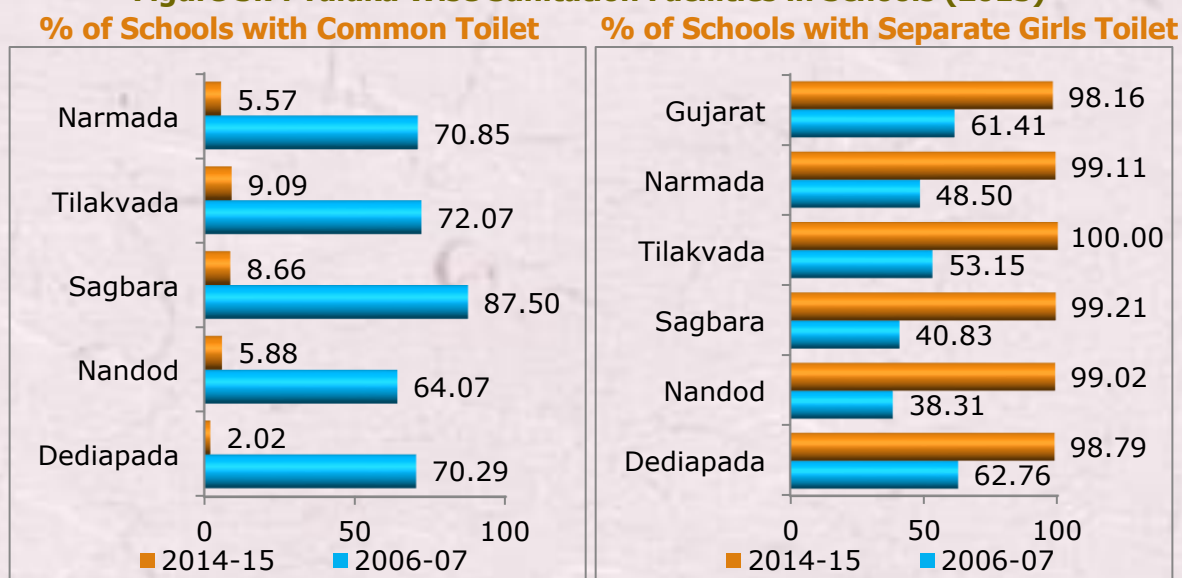 % of Schools with Common Toilet
Narmada
5.57
70.85
Tilakvada
9.09
72.07
Sagbara
8.66
87.50
Nandod
5.88
64.07
Dediapada
2.02
70.29
0 50 100
2014-15 2006-07
% of Schools with Separate Girls Toilet
Gujarat
98.16
61.41
Narmada
99.11
48.50
Tilakvada
100.00
53.15
Sagbara
99.21
40.83
Nandod
99.02
38.31
Dediapada
98.79
62.76
0 50 100
2014-15 2006-07